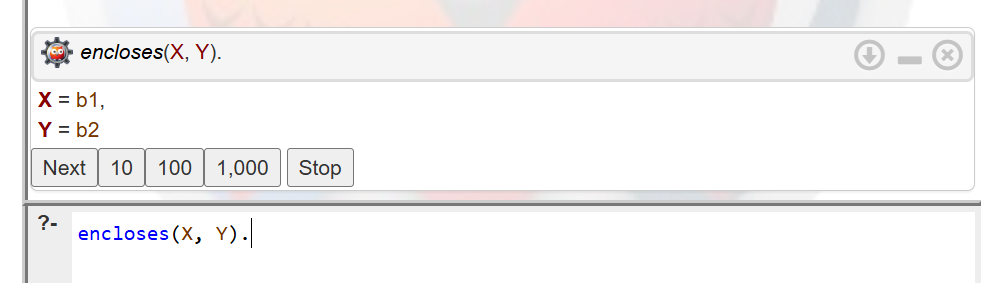 encloses(X, Y).
X = b1,
Y = b2
Next 10 100 1,000 Stop
?- encloses(X, Y).